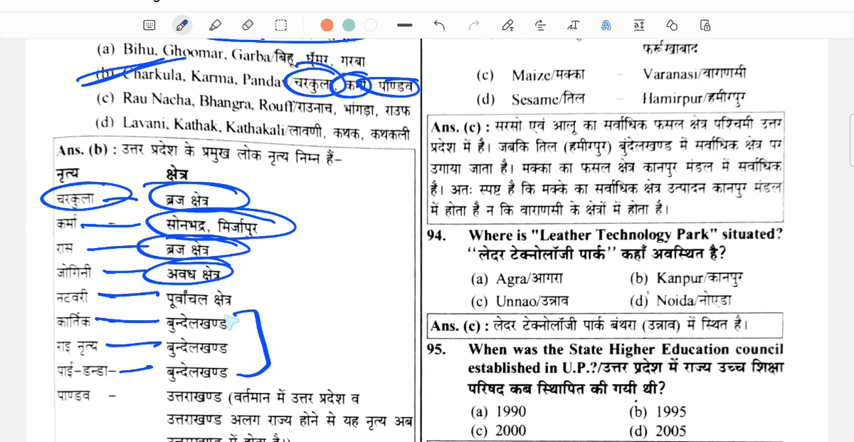 (a) Bihu, Ghoomar, Garba/बिहू, घूमर, गरबा
(b) Charkula, Karma, Panda चरकुला, कर्मा पाण्डव
(c) Rau Nacha, Bhangra, Rouff/राउनाच, भांगड़ा, राउफ
(d) Lavani, Kathak, Kathakali/लावणी, कथक, कथकली
Ans. (b) : उत्तर प्रदेश के प्रमुख लोक नृत्य निम्न हैं–
नृत्य क्षेत्र
चरकुला ब्रज क्षेत्र
कर्मा - सोनभद्र, मिर्जापुर
रास ब्रज क्षेत्र
जोगिनी अवध क्षेत्र
नटवरी पूर्वांचल क्षेत्र
कार्तिक बुन्देलखण्ड
राइ नृत्य बुन्देलखण्ड
पाई-डन्डा- बुन्देलखण्ड
पाण्डव - उत्तराखण्ड (वर्तमान में उत्तर प्रदेश व
उत्तराखण्ड अलग राज्य होने से यह नृत्य अब
फर्रूखाबाद
(c) Maize/मक्का – Varanasi/वाराणसी
(d) Sesame/तिल – Hamirpur/हमीरपुर
Ans. (c) : सरसो एवं आलू का सर्वाधिक फसल क्षेत्र पश्चिमी उत्तर
प्रदेश में है। जबकि तिल (हमीरपुर) बुंदेलखण्ड में सर्वाधिक क्षेत्र पर
उगाया जाता है। मक्का का फसल क्षेत्र कानपुर मंडल में सर्वाधिक
है। अतः स्पष्ट है कि मक्के का सर्वाधिक क्षेत्र उत्पादन कानपुर मंडल
में होता है न कि वाराणसी के क्षेत्रों में होता है।
94. Where is "Leather Technology Park" situated?
‘‘लेदर टेक्नोलॉजी पार्क’’ कहाँ अवस्थित है?
(a) Agra/आगरा (b) Kanpur/कानपुर
(c) Unnao/उन्नाव (d) Noida/नोएडा
Ans. (c) : लेदर टेक्नोलॉजी पार्क बंथरा (उन्नाव) में स्थित है।
95. When was the State Higher Education council
established in U.P.?/उत्तर प्रदेश में राज्य उच्च शिक्षा
परिषद कब स्थापित की गयी थी?
(a) 1990 (b) 1995
(c) 2000 (d) 2005